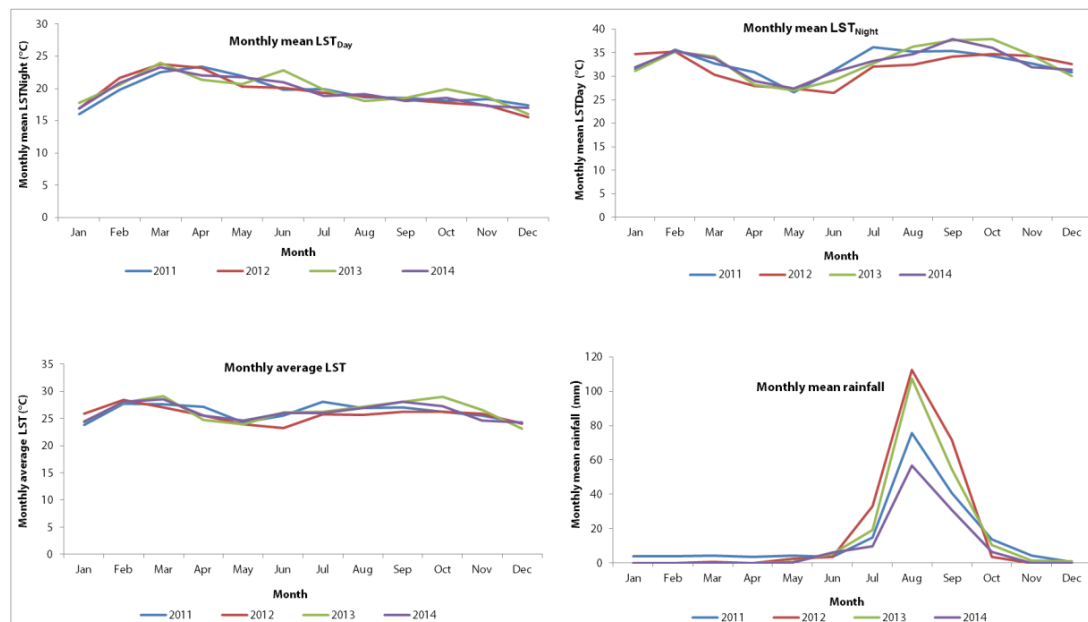 Monthly mean LSTDay
Monthly mean LSTNight (°C)
30
25
20
15
10
5
0
Jan Feb Mar Apr May Jun Jul Aug Sep Oct Nov Dec
Month
2011 2012 2013 2014
Monthly mean LSTNight
Monthly mean LSTDay (°C)
40
35
30
25
20
15
10
5
0
Jan Feb Mar Apr May Jun Jul Aug Sep Oct Nov Dec
Month
2011 2012 2013 2014
Monthly average LST
Monthly average LST (°C)
35
30
25
20
15
10
5
0
Jan Feb Mar Apr May Jun Jul Aug Sep Oct Nov Dec
Month
2011 2012 2013 2014
Monthly mean rainfall
Monthly mean rainfall (mm)
120
100
80
60
40
20
0
Jan Feb Mar Apr May Jun Jul Aug Sep Oct Nov Dec
Month
2011 2012 2013 2014